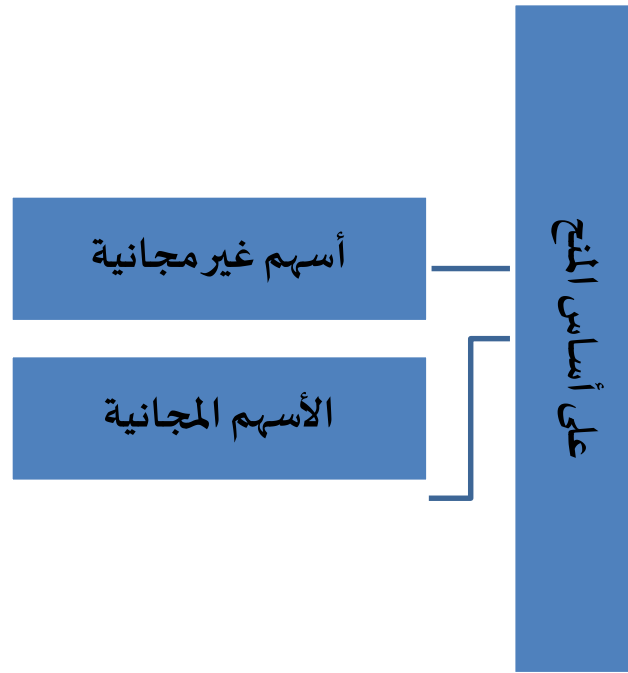 على أساس المنح
أسهم غير مجانية
الأسهم المجانية